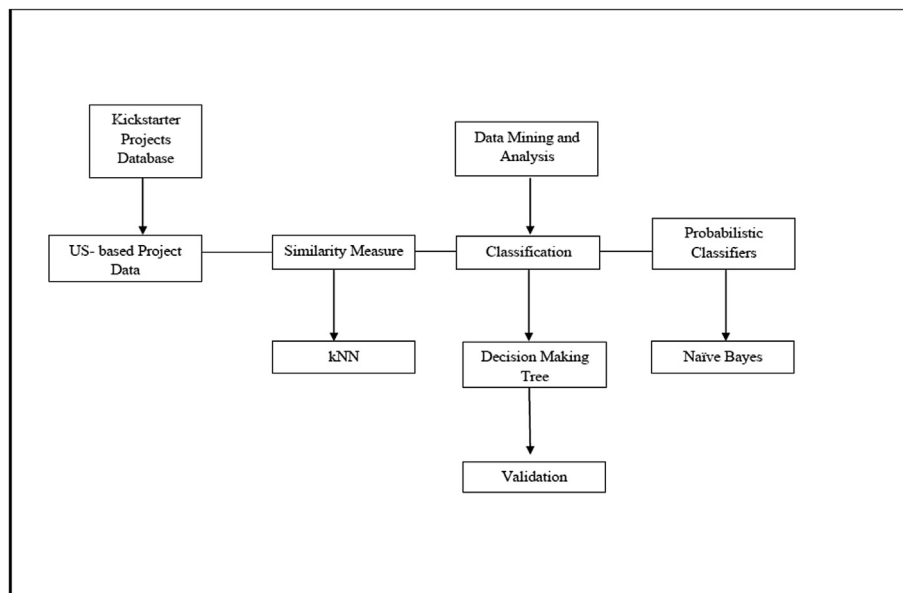 Kickstarter
Projects
Database
Data Mining and
Analysis
US- based Project
Data
Similarity Measure
Classification
Probabilistic
Classifiers
kNN
Decision Making
Tree
Naïve Bayes
Validation